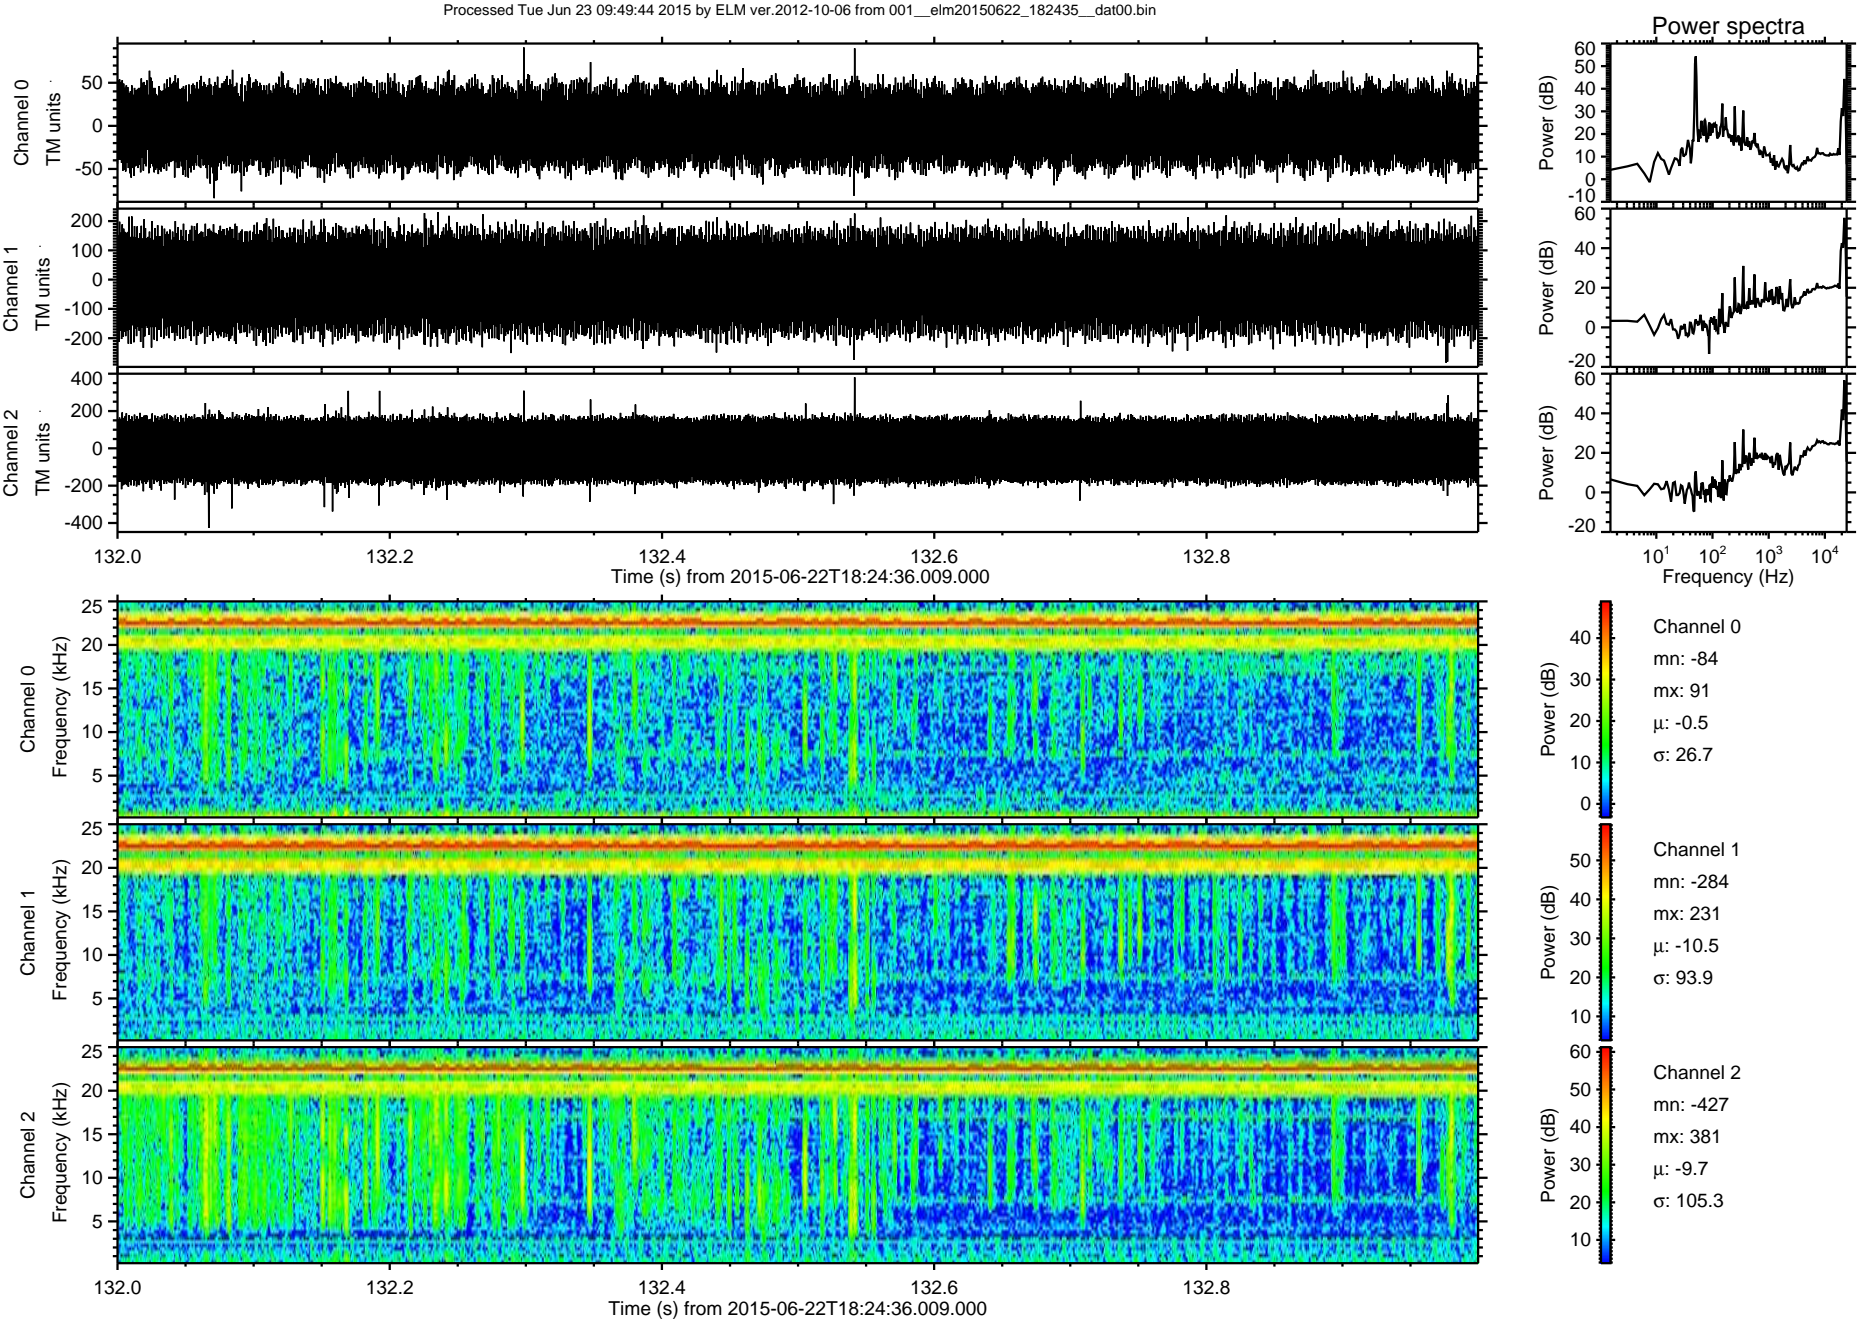 Processed Tue Jun 23 09:49:44 2015 by ELM ver.2012-10-06 from 001__elm20150622_182435__dat00.bin
Power spectra
Channel 0
TM units
50
0
-50
Power (dB)
60
50
40
30
20
10
0
-10
Channel 1
TM units
200
100
0
-100
-200
Power (dB)
60
40
20
0
-20
Channel 2
TM units
400
200
0
-200
-400
Power (dB)
60
40
20
0
-20
132.0 132.2 132.4 132.6 132.8
Time (s) from 2015-06-22T18:24:36.009.000
10^1 10^2 10^3 10^4
Frequency (Hz)
Channel 0
Frequency (kHz)
25
20
15
10
5
Power (dB)
40
30
20
10
0
Channel 0
mn: -84
mx: 91
μ: -0.5
σ: 26.7
Channel 1
Frequency (kHz)
25
20
15
10
5
Power (dB)
50
40
30
20
10
Channel 1
mn: -284
mx: 231
μ: -10.5
σ: 93.9
Channel 2
Frequency (kHz)
25
20
15
10
5
Power (dB)
60
50
40
30
20
10
Channel 2
mn: -427
mx: 381
μ: -9.7
σ: 105.3
132.0 132.2 132.4 132.6 132.8
Time (s) from 2015-06-22T18:24:36.009.000